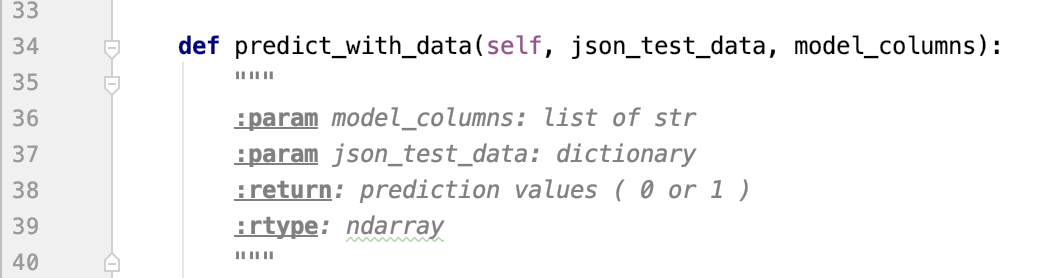 33
34 def predict_with_data(self, json_test_data, model_columns):
35 """
36 :param model_columns: list of str
37 :param json_test_data: dictionary
38 :return: prediction values ( 0 or 1 )
39 :rtype: ndarray
40 """